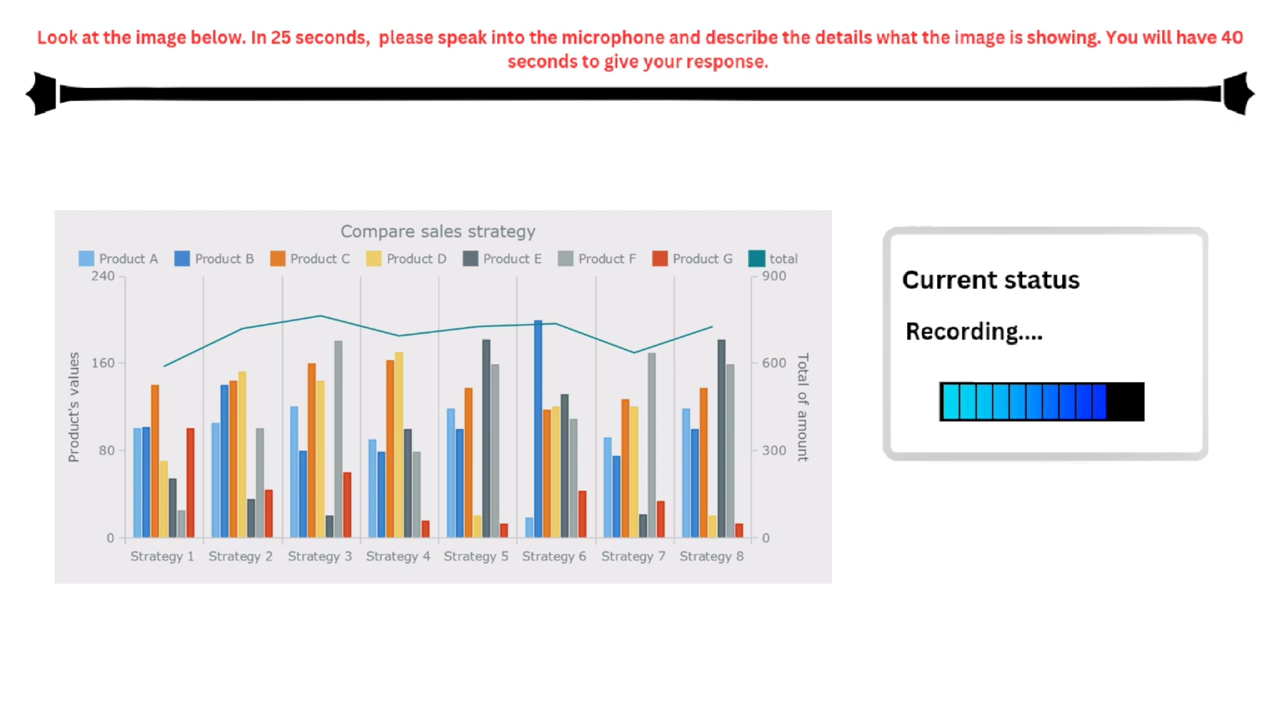 Look at the image below. In 25 seconds, please speak into the microphone and describe the details what the image is showing. You will have 40
seconds to give your response.
Compare sales strategy
Product A Product B Product C Product D Product E Product F Product G total
240 900
160 600
80 300
0 0
Product's values
Total of amount
Strategy 1 Strategy 2 Strategy 3 Strategy 4 Strategy 5 Strategy 6 Strategy 7 Strategy 8
Current status
Recording....